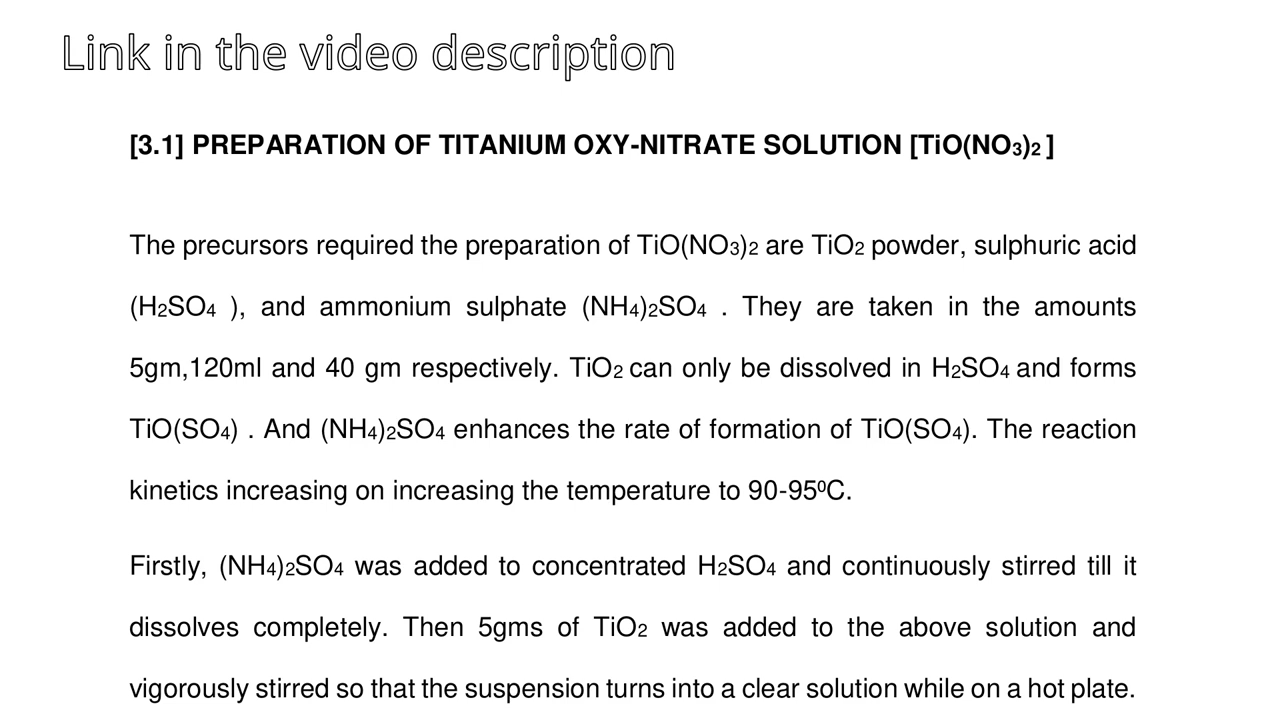 Link in the video description
[3.1] PREPARATION OF TITANIUM OXY-NITRATE SOLUTION [TiO(NO3)2 ]
The precursors required the preparation of TiO(NO3)2 are TiO2 powder, sulphuric acid
(H2SO4 ), and ammonium sulphate (NH4)2SO4 . They are taken in the amounts
5gm,120ml and 40 gm respectively. TiO2 can only be dissolved in H2SO4 and forms
TiO(SO4) . And (NH4)2SO4 enhances the rate of formation of TiO(SO4). The reaction
kinetics increasing on increasing the temperature to 90-95⁰C.
Firstly, (NH4)2SO4 was added to concentrated H2SO4 and continuously stirred till it
dissolves completely. Then 5gms of TiO2 was added to the above solution and
vigorously stirred so that the suspension turns into a clear solution while on a hot plate.